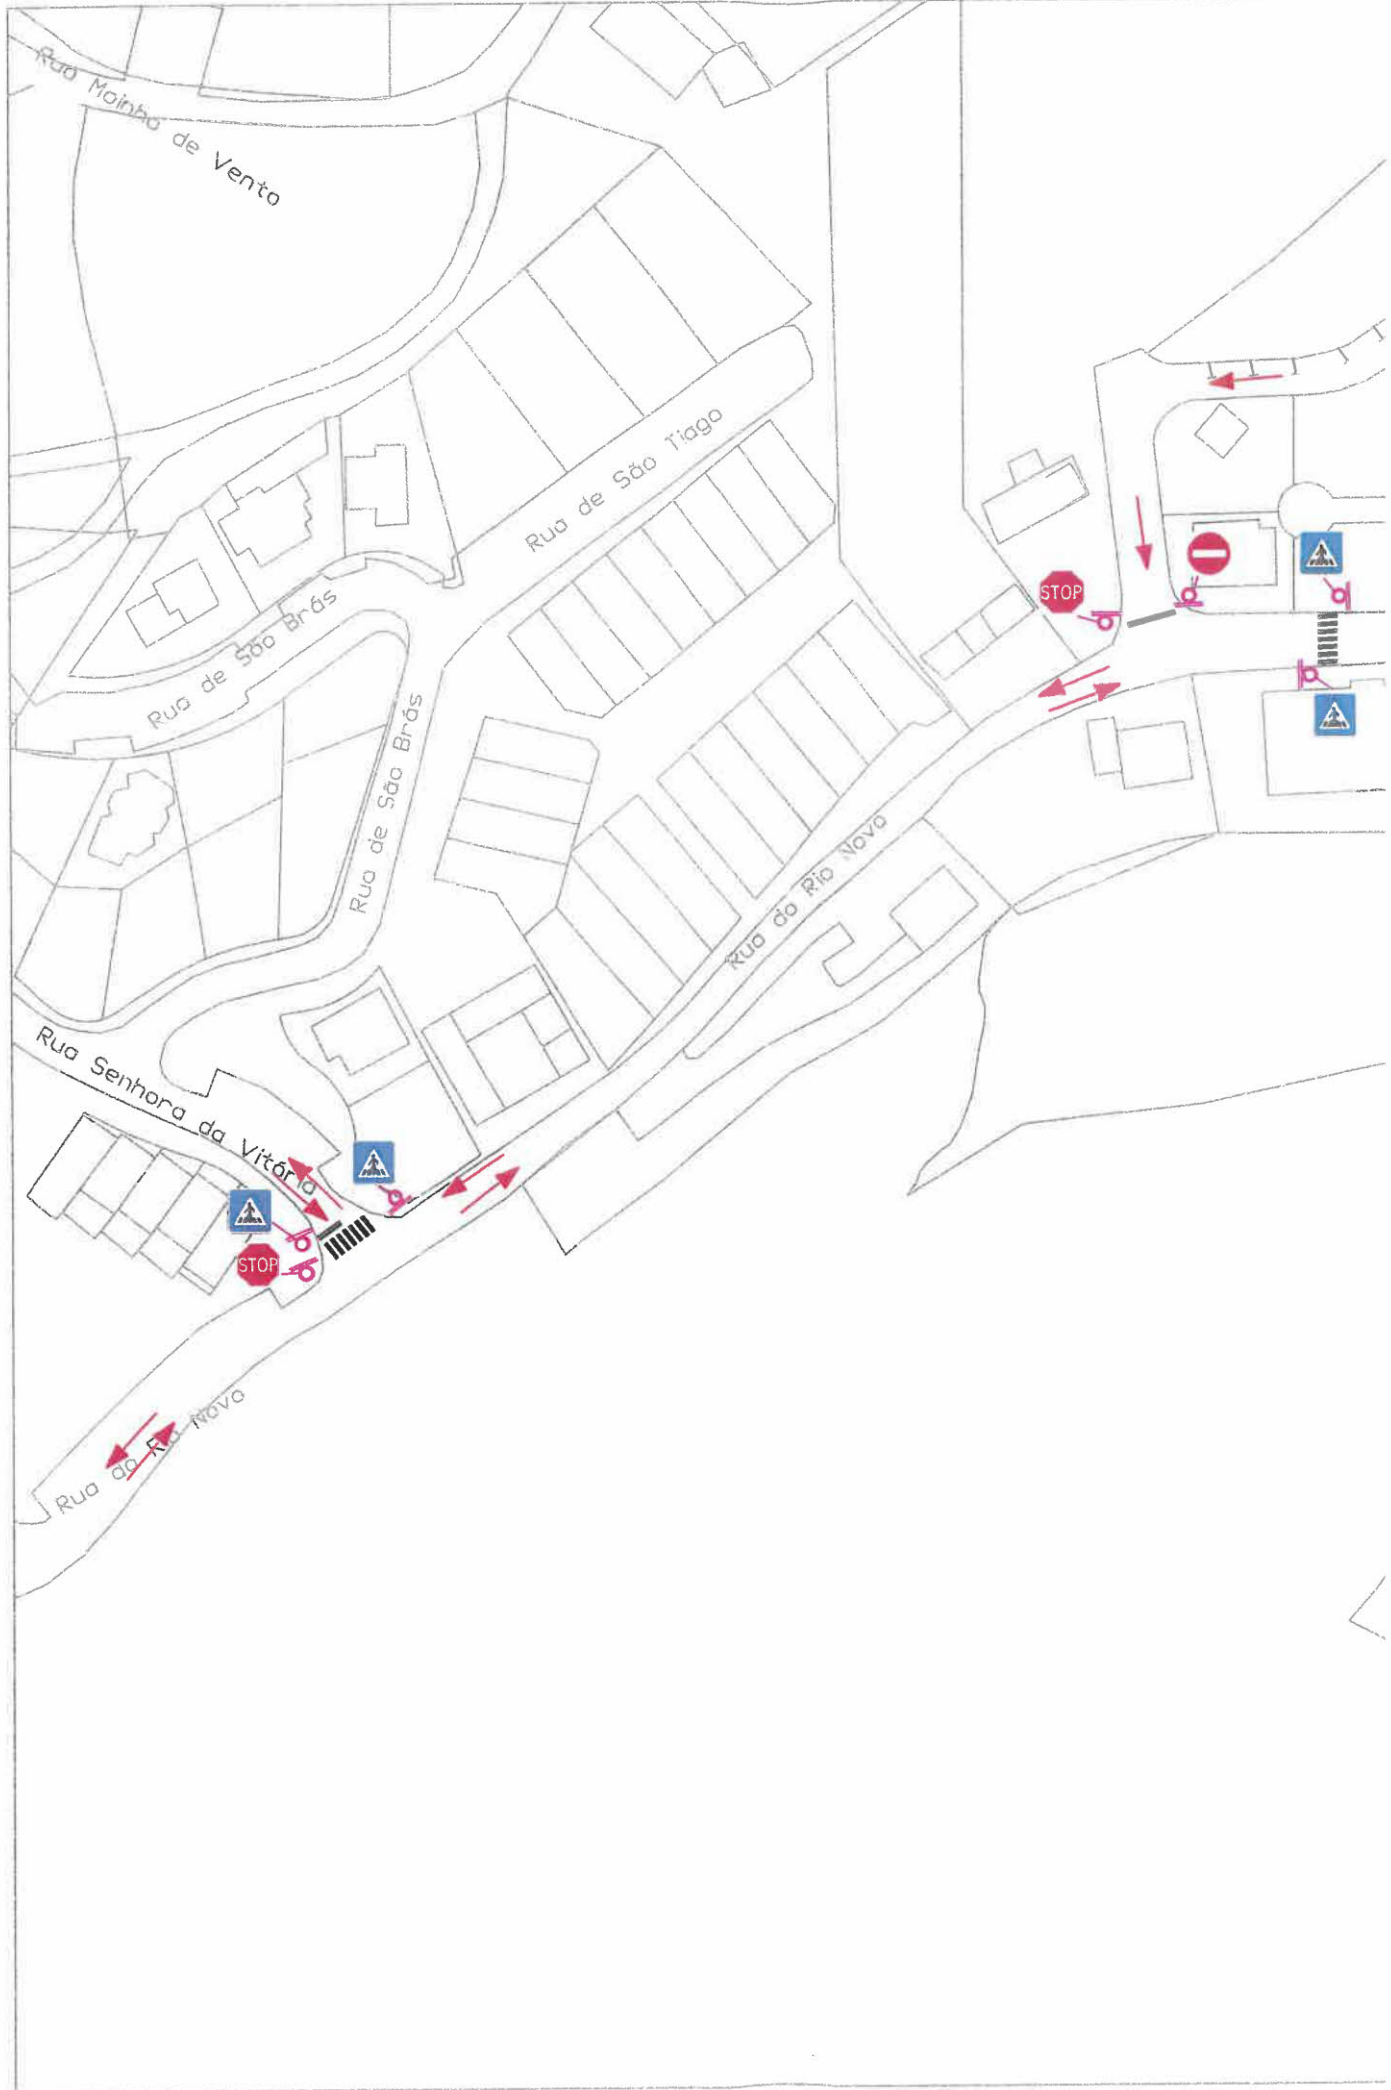 Rua Moinho de Vento
Rua de São Tiago
Rua de São Brás
STOP
Rua de São Brás
Rua do Rio Novo
Rua Senhora da Vitória
STOP
Rua do Rio Novo